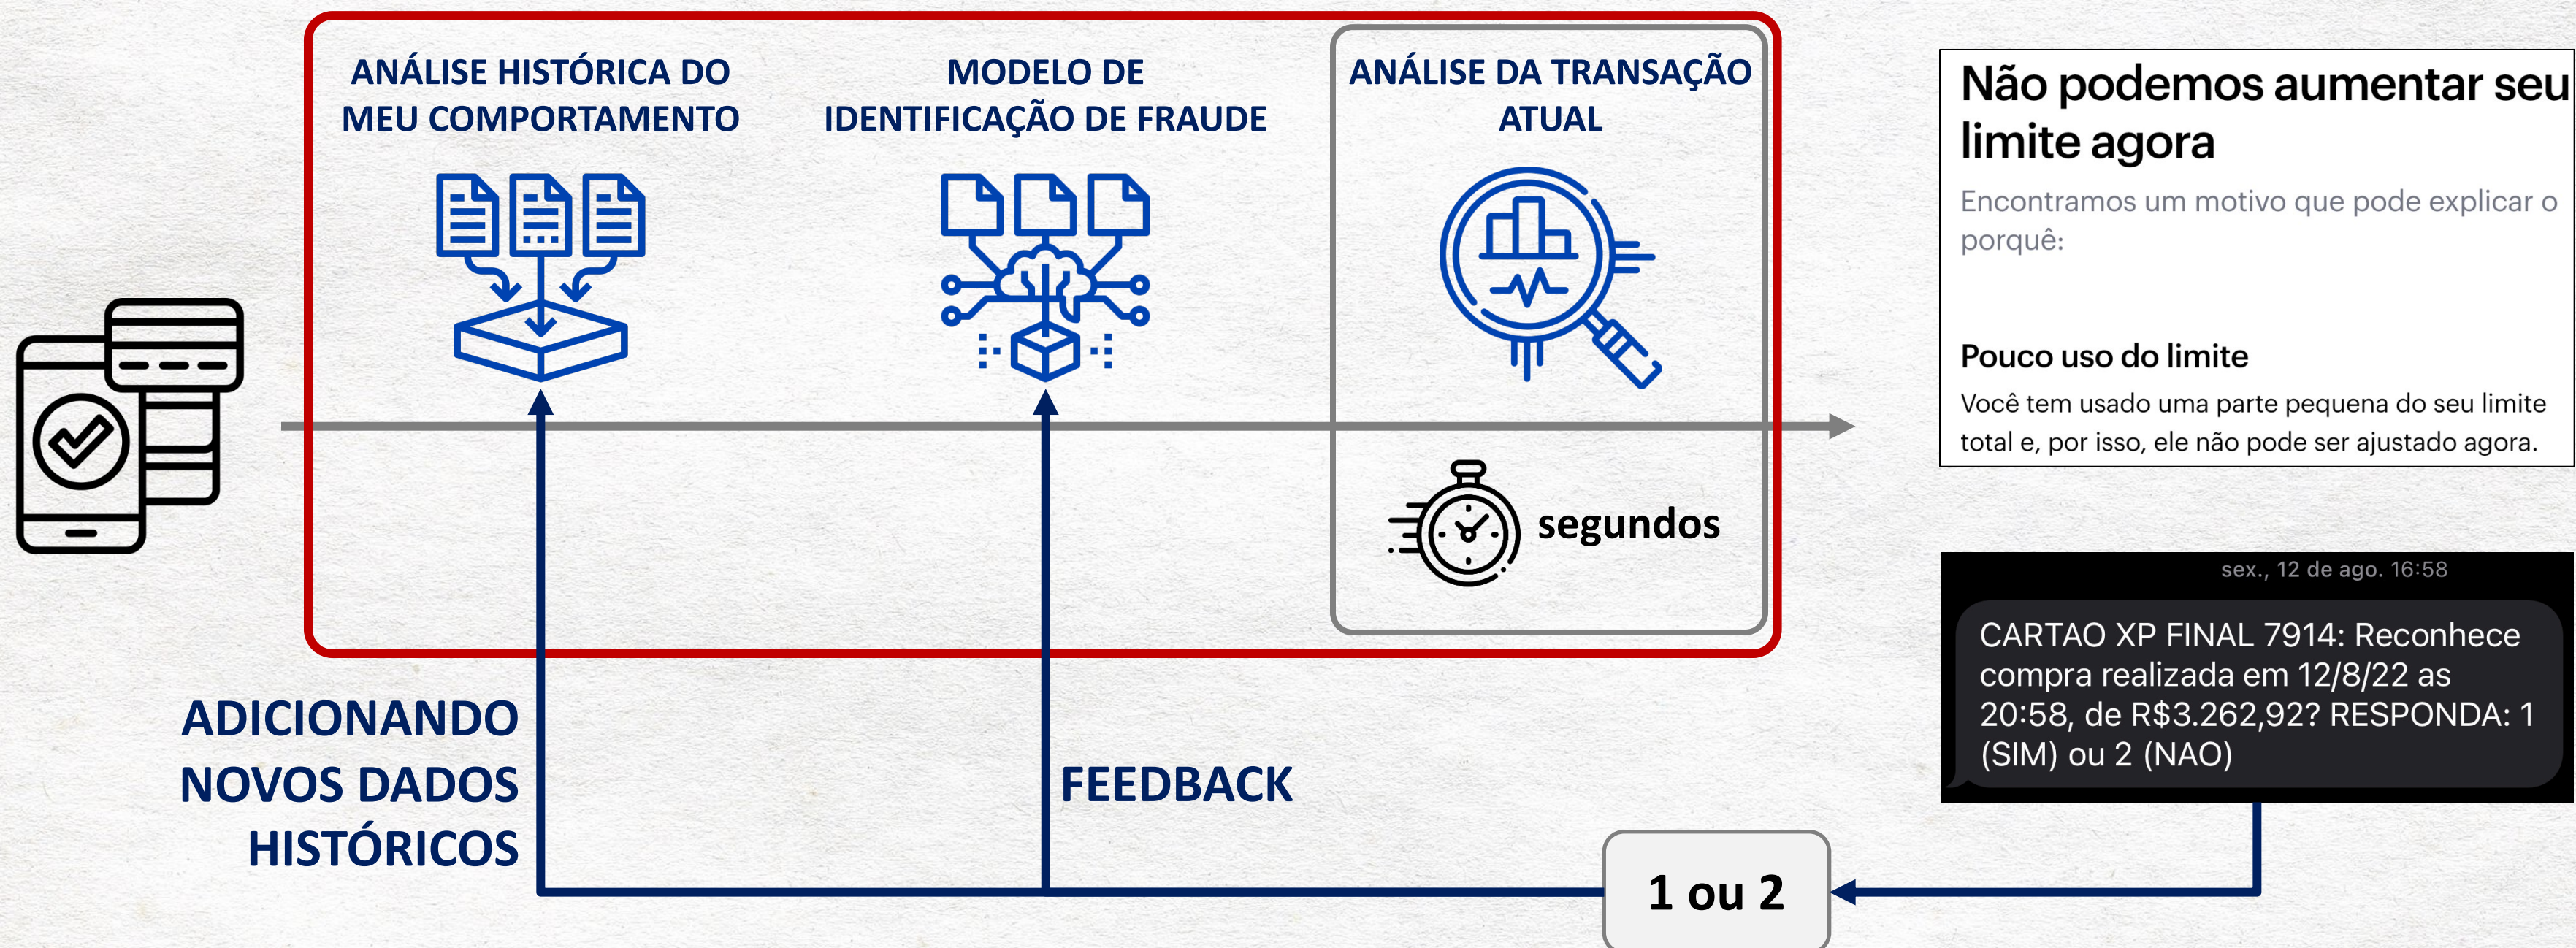 ANÁLISE HISTÓRICA DO
MEU COMPORTAMENTO
MODELO DE
IDENTIFICAÇÃO DE FRAUDE
ANÁLISE DA TRANSAÇÃO
ATUAL
segundos
Não podemos aumentar seu
limite agora
Encontramos um motivo que pode explicar o
porquê:
Pouco uso do limite
Você tem usado uma parte pequena do seu limite
total e, por isso, ele não pode ser ajustado agora.
sex., 12 de ago. 16:58
CARTAO XP FINAL 7914: Reconhece
compra realizada em 12/8/22 as
20:58, de R$3.262,92? RESPONDA: 1
(SIM) ou 2 (NAO)
ADICIONANDO
NOVOS DADOS
HISTÓRICOS
FEEDBACK
1 ou 2